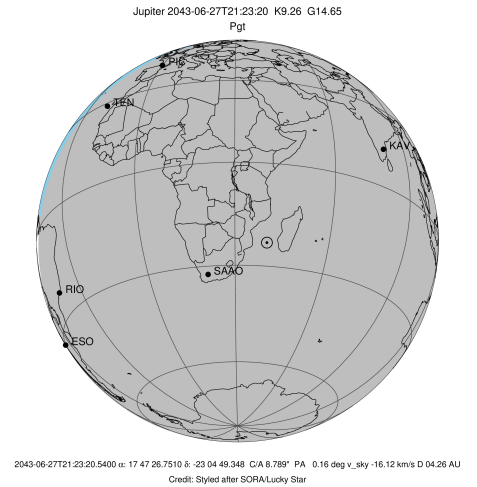 Jupiter 2043-06-27T21:23:20 K9.26 G14.65
Pgt
PIC
TEN
KAV
SAAO
RIO
ESO
2043-06-27T21:23:20.5400 α: 17 47 26.7510 δ: -23 04 49.348 C/A 8.789" PA 0.16 deg v_sky -16.12 km/s D 04.26 AU
Credit: Styled after SORA/Lucky Star